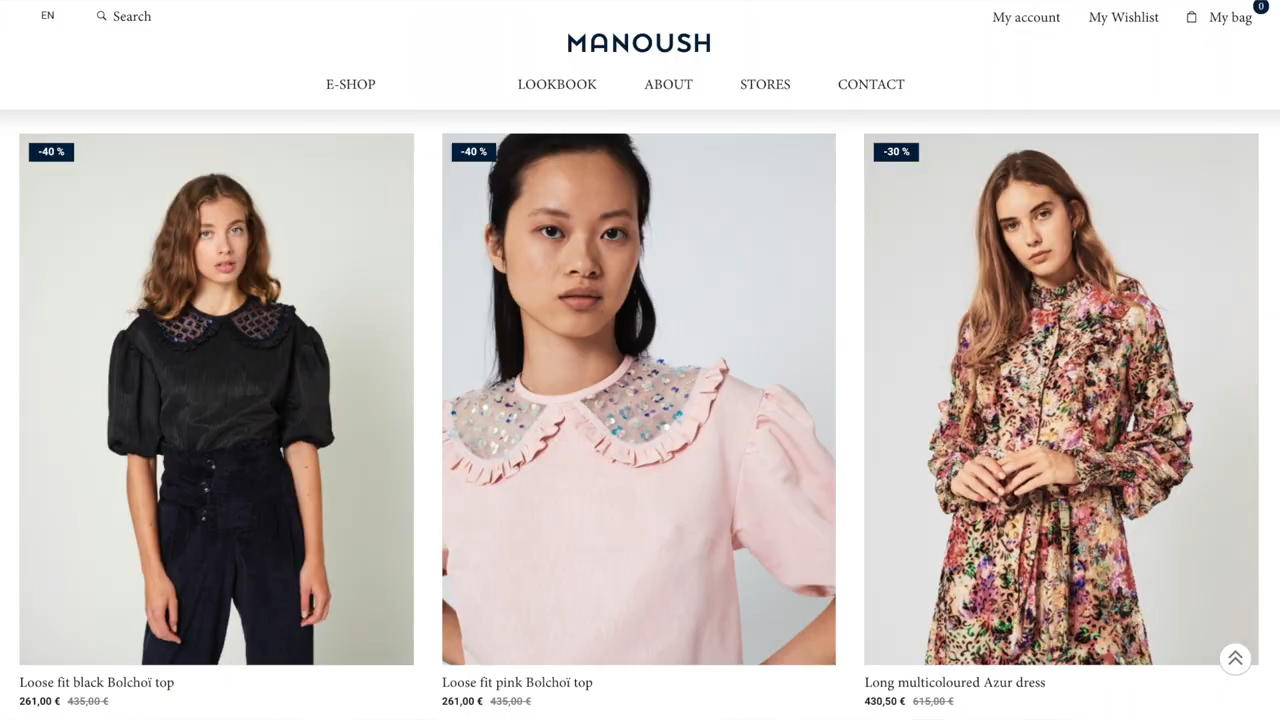 EN
Search
My account
My Wishlist
My bag
0
MANOUSH
E-SHOP
LOOKBOOK
ABOUT
STORES
CONTACT
-40 %
-40 %
-30 %
Loose fit black Bolchoï top
261,00 € 435,00 €
Loose fit pink Bolchoï top
261,00 € 435,00 €
Long multicoloured Azur dress
430,50 € 615,00 €